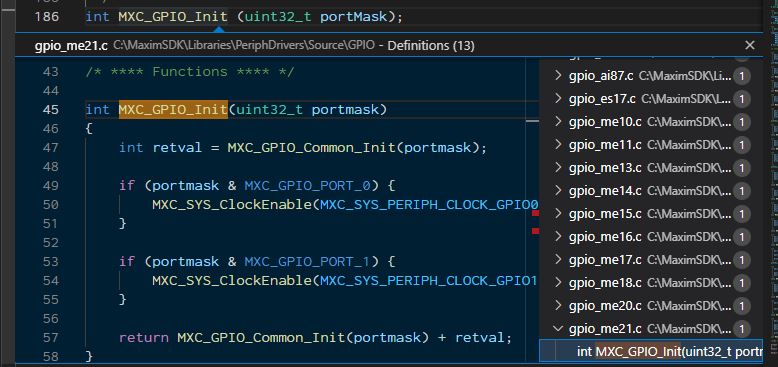 186 int MXC_GPIO_Init (uint32_t portMask);
gpio_me21.c C:\MaximSDK\Libraries\PeriphDrivers\Source\GPIO - Definitions (13)
43 /* **** Functions **** */
44
45 int MXC_GPIO_Init(uint32_t portmask)
46 {
47 int retval = MXC_GPIO_Common_Init(portmask);
48
49 if (portmask & MXC_GPIO_PORT_0) {
50 MXC_SYS_ClockEnable(MXC_SYS_PERIPH_CLOCK_GPIO0
51 }
52
53 if (portmask & MXC_GPIO_PORT_1) {
54 MXC_SYS_ClockEnable(MXC_SYS_PERIPH_CLOCK_GPIO1
55 }
56
57 return MXC_GPIO_Common_Init(portmask) + retval;
58 }
gpio_ai87.c C:\MaximSDK\Li... 1
gpio_es17.c C:\MaximSDK\L... 1
gpio_me10.c C:\MaximSDK\... 1
gpio_me11.c C:\MaximSDK\... 1
gpio_me13.c C:\MaximSDK\... 1
gpio_me14.c C:\MaximSDK\... 1
gpio_me15.c C:\MaximSDK\... 1
gpio_me16.c C:\MaximSDK\... 1
gpio_me17.c C:\MaximSDK\... 1
gpio_me18.c C:\MaximSDK\... 1
gpio_me20.c C:\MaximSDK\... 1
gpio_me21.c C:\MaximSDK\... 1
int MXC_GPIO_Init(uint32_t portr